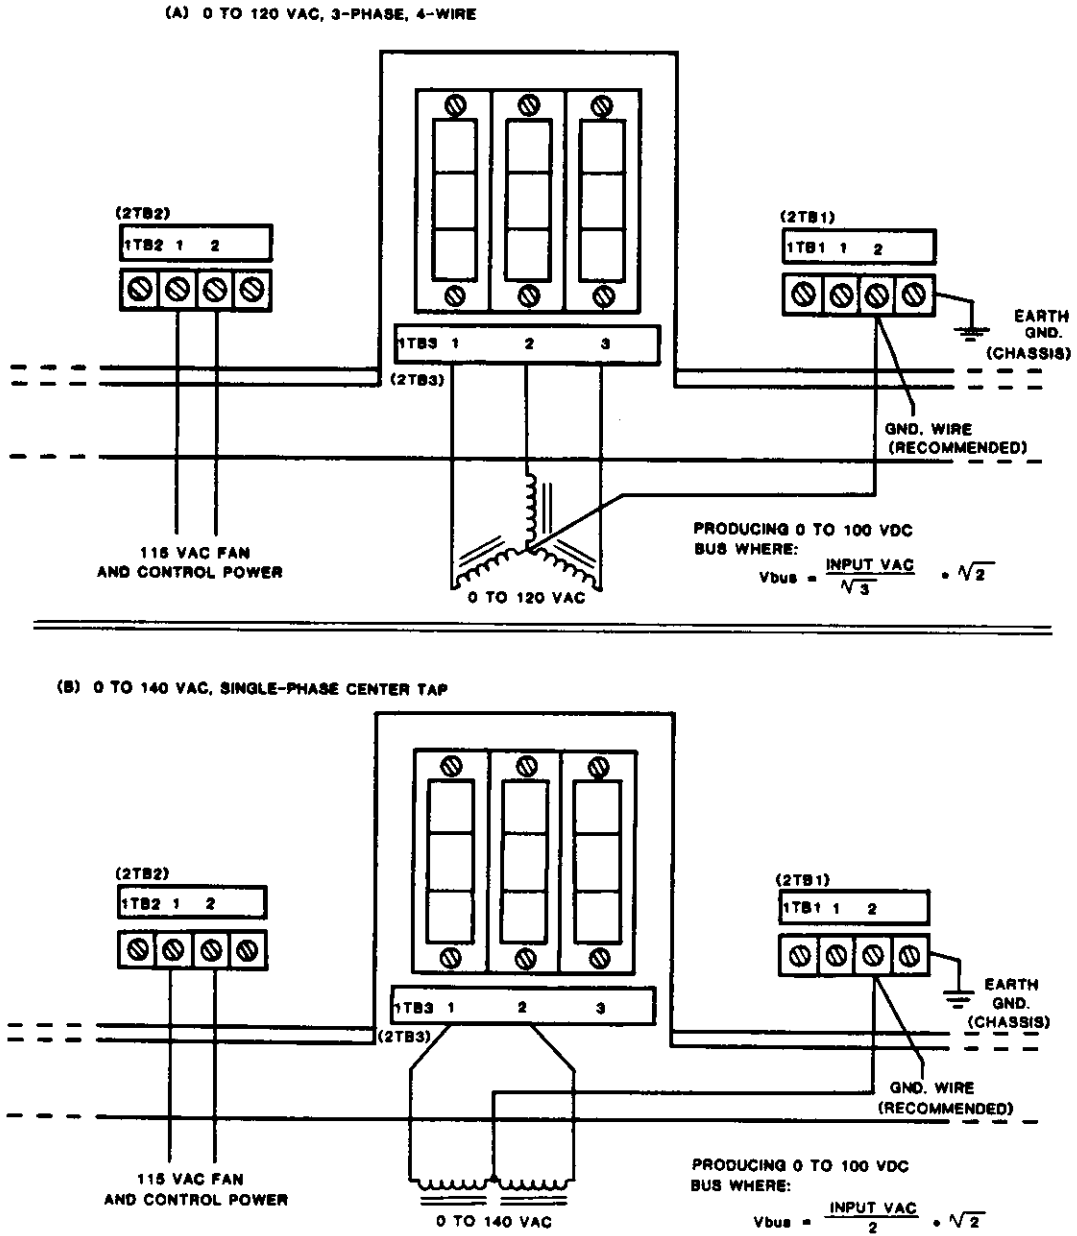 (A) 0 TO 120 VAC, 3-PHASE, 4-WIRE
(2TB2)
1TB2 1 2
(2TB1)
1TB1 1 2
EARTH
GND.
(CHASSIS)
1TB3 1 2 3
(2TB3)
GND. WIRE
(RECOMMENDED)
115 VAC FAN
AND CONTROL POWER
0 TO 120 VAC
PRODUCING 0 TO 100 VDC
BUS WHERE:
Vbus = INPUT VAC / √3 • √2
(B) 0 TO 140 VAC, SINGLE-PHASE CENTER TAP
(2TB2)
1TB2 1 2
(2TB1)
1TB1 1 2
EARTH
GND.
(CHASSIS)
1TB3 1 2 3
(2TB3)
GND. WIRE
(RECOMMENDED)
115 VAC FAN
AND CONTROL POWER
0 TO 140 VAC
PRODUCING 0 TO 100 VDC
BUS WHERE:
Vbus = INPUT VAC / 2 • √2